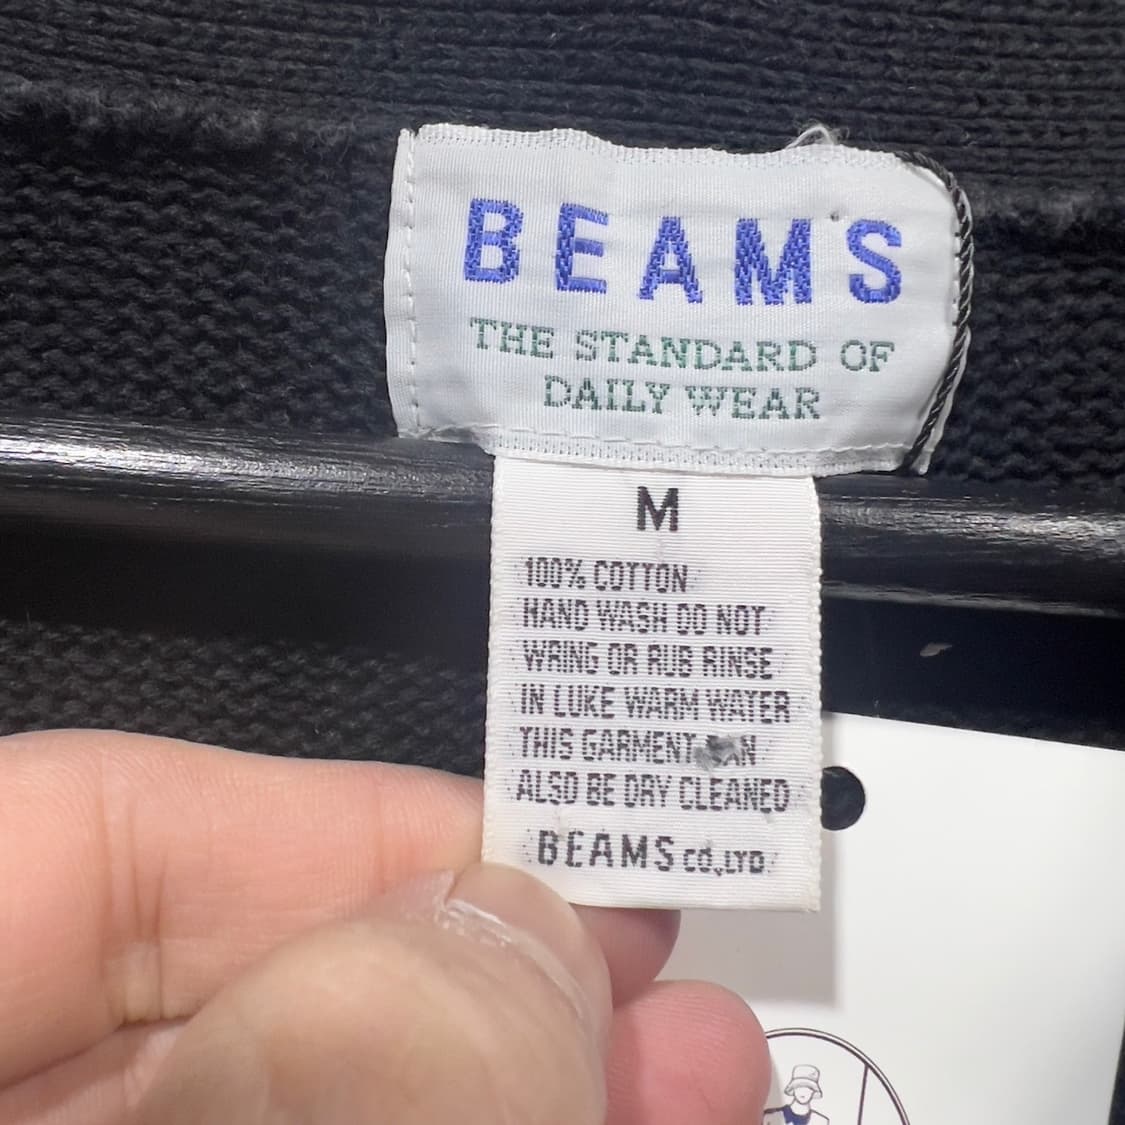 BEAMS
THE STANDARD OF
DAILY WEAR
M
100% COTTON
HAND WASH DO NOT
WRING OR RUB RINSE
IN LUKE WARM WATER
THIS GARMENT CAN
ALSO BE DRY CLEANED
BEAMS CO.,LTD.